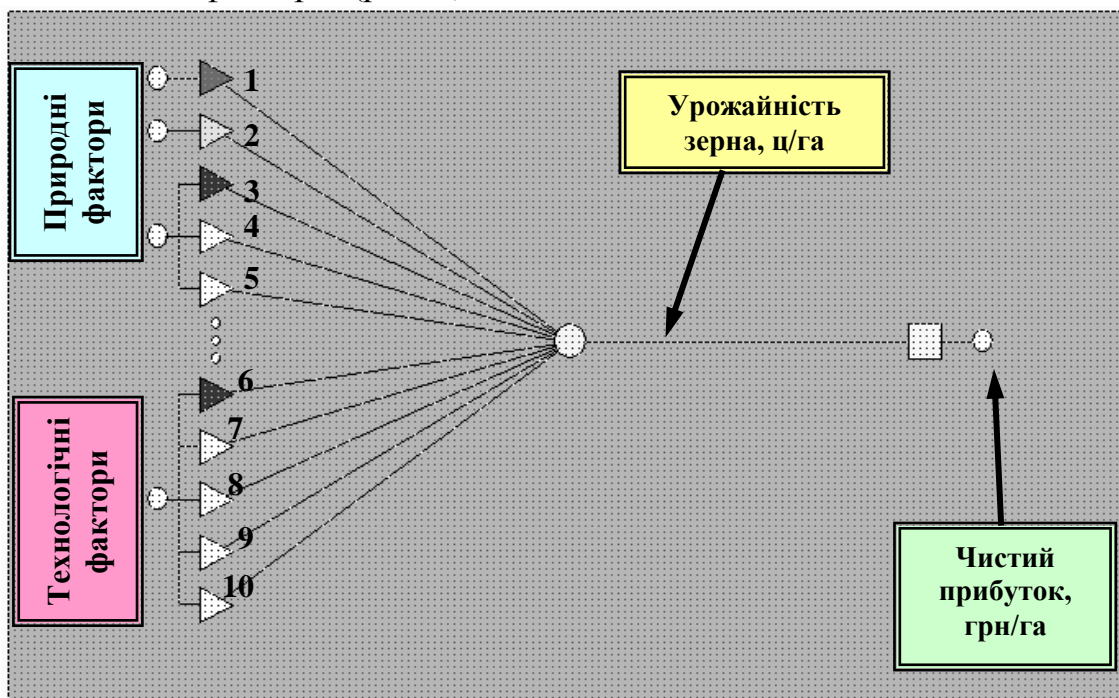 Природні
фактори
1
2
3
4
5
6
7
8
9
10
Технологічні
фактори
Урожайність
зерна, ц/га
Чистий
прибуток,
грн/га